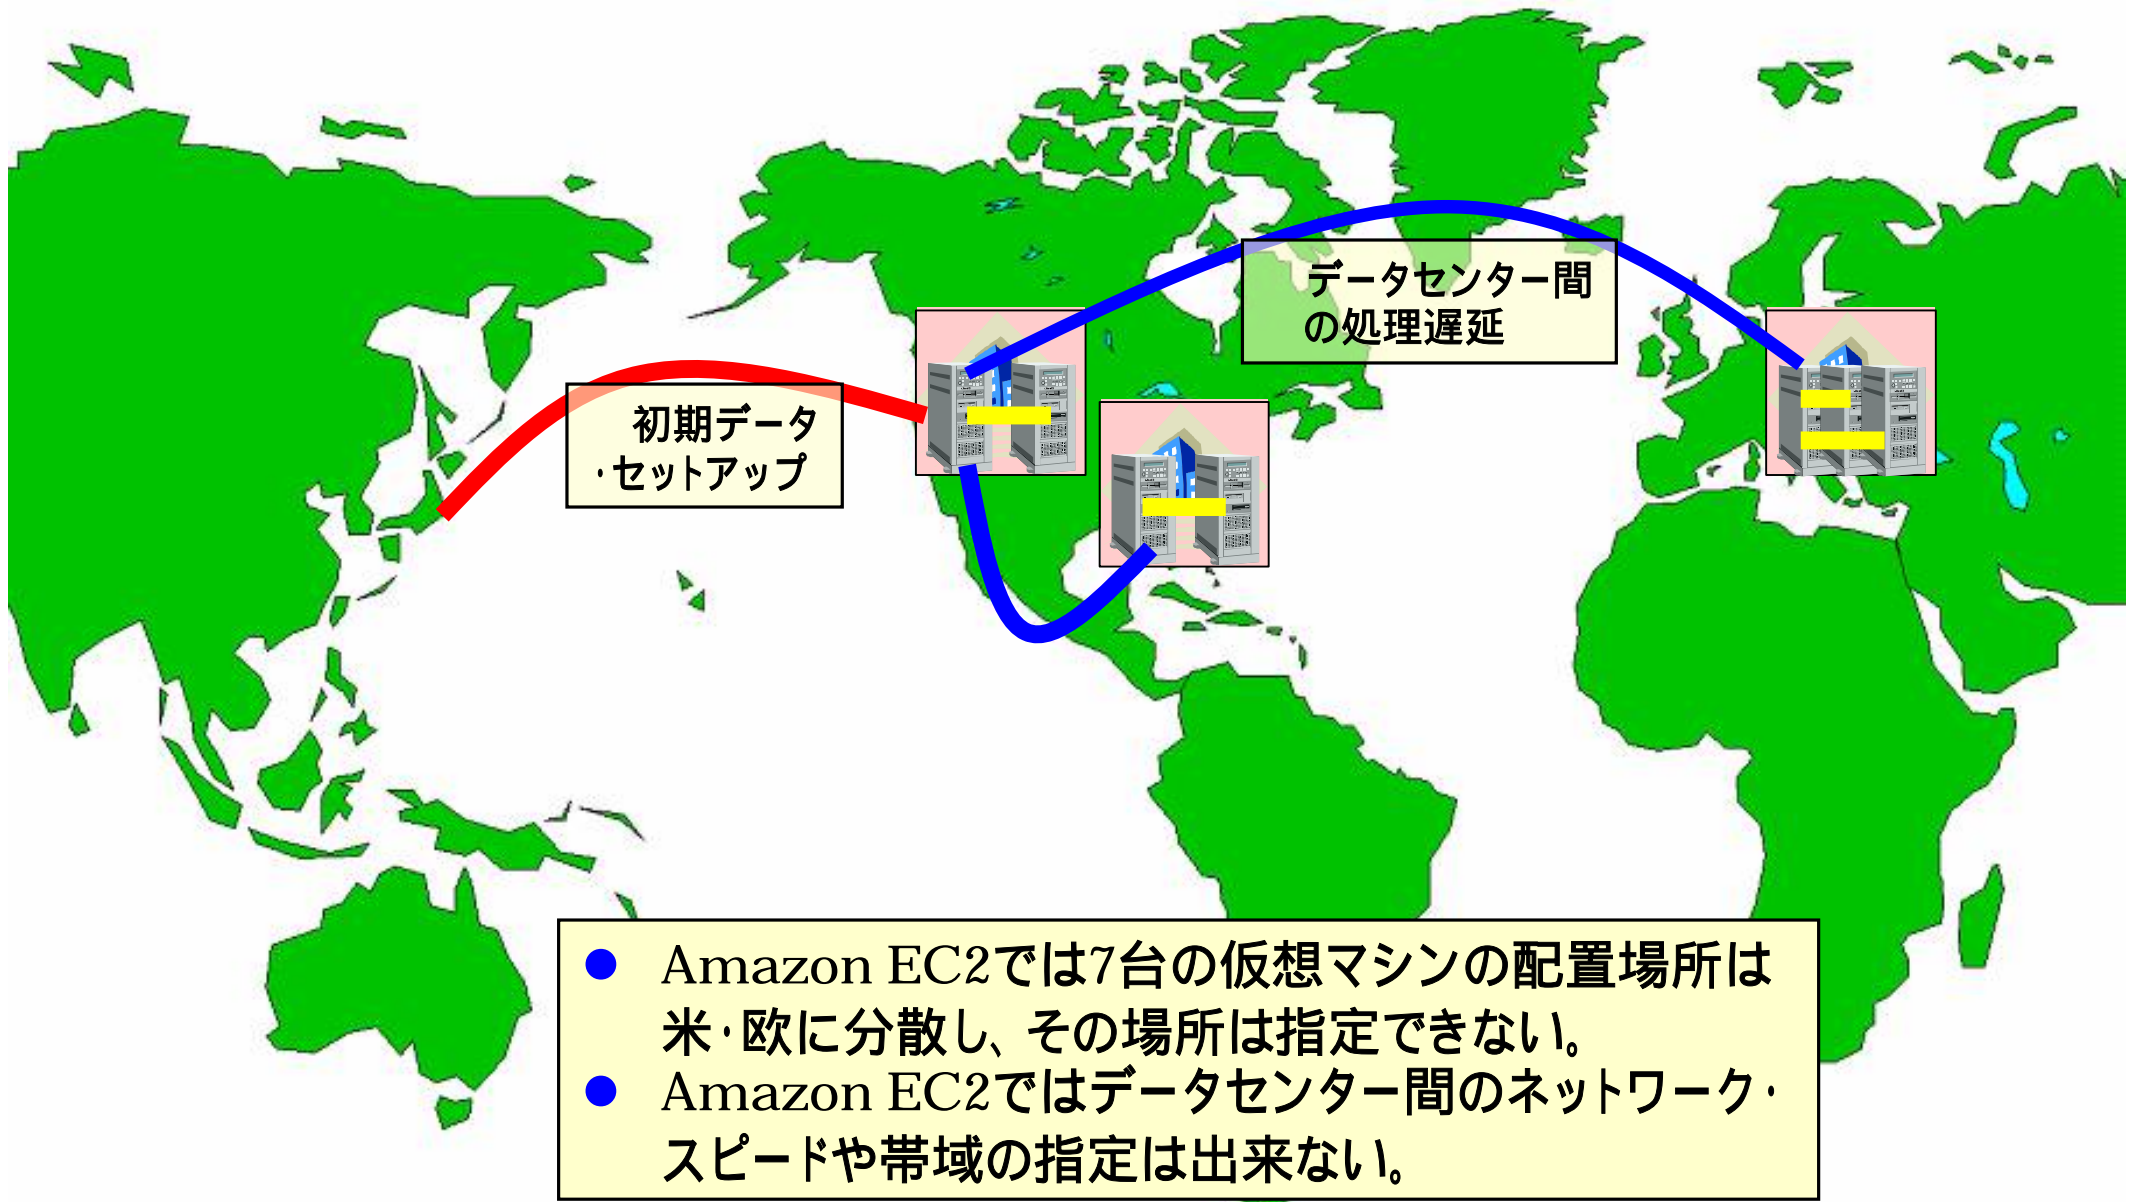 データセンター間
の処理遅延
初期データ
・セットアップ
● Amazon EC2では7台の仮想マシンの配置場所は
米・欧に分散し、その場所は指定できない。
● Amazon EC2ではデータセンター間のネットワーク・
スピードや帯域の指定は出来ない。